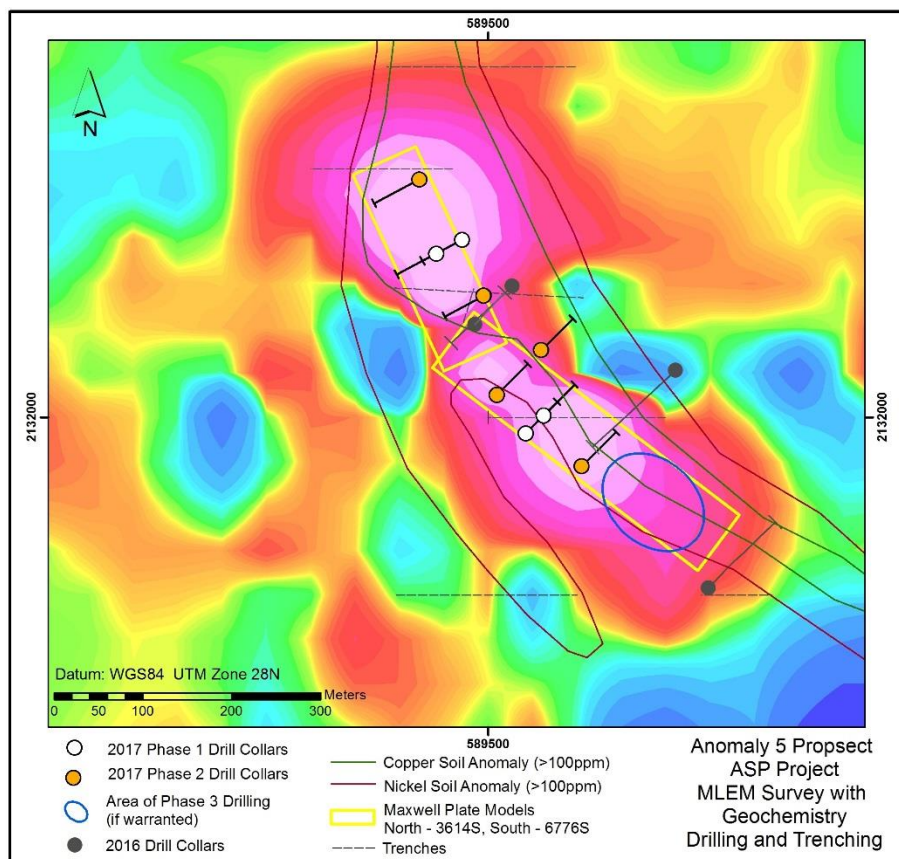 589500
N
2132000
2132000
Datum: WGS84 UTM Zone 28N
Meters
0 50 100 200 300
589500
2017 Phase 1 Drill Collars
2017 Phase 2 Drill Collars
Area of Phase 3 Drilling
(if warranted)
2016 Drill Collars
Copper Soil Anomaly (>100ppm)
Nickel Soil Anomaly (>100ppm)
Maxwell Plate Models
North - 3614S, South - 6776S
Trenches
Anomaly 5 Propsect
ASP Project
MLEM Survey with
Geochemistry
Drilling and Trenching